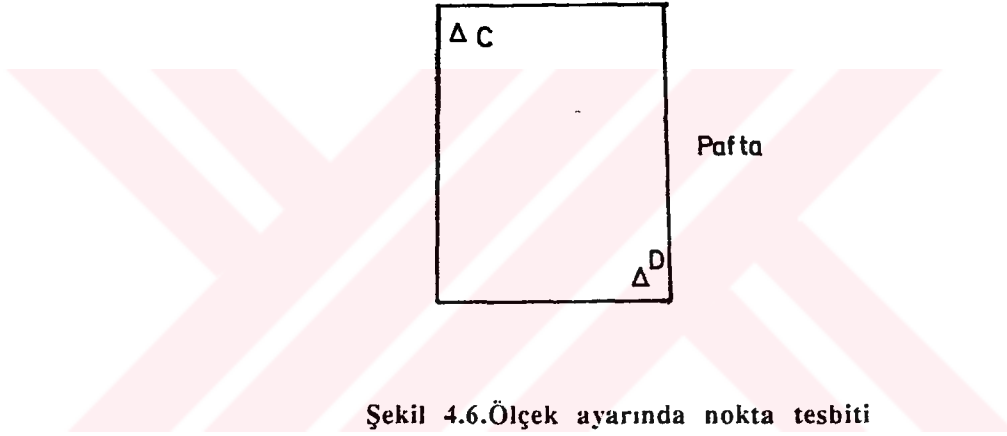 Δ C
Pafta
Δ D
Şekil 4.6.Ölçek ayarında nokta tesbiti